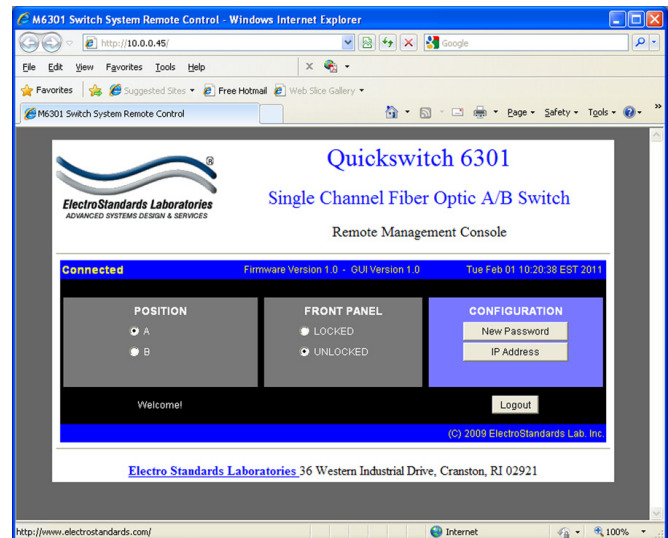 M6301 Switch System Remote Control - Windows Internet Explorer
http://10.0.0.45/
Google
File Edit View Favorites Tools Help
Favorites Suggested Sites Free Hotmail Web Slice Gallery
M6301 Switch System Remote Control Page Safety Tools
®
ElectroStandards Laboratories
ADVANCED SYSTEMS DESIGN & SERVICES
Quickswitch 6301
Single Channel Fiber Optic A/B Switch
Remote Management Console
Connected Firmware Version 1.0 - GUI Version 1.0 Tue Feb 01 10:20:38 EST 2011
POSITION
A
B
FRONT PANEL
LOCKED
UNLOCKED
CONFIGURATION
New Password
IP Address
Welcome! Logout
(C) 2009 ElectroStandards Lab. Inc.
Electro Standards Laboratories 36 Western Industrial Drive, Cranston, RI 02921
http://www.electrostandards.com/ Internet 100%